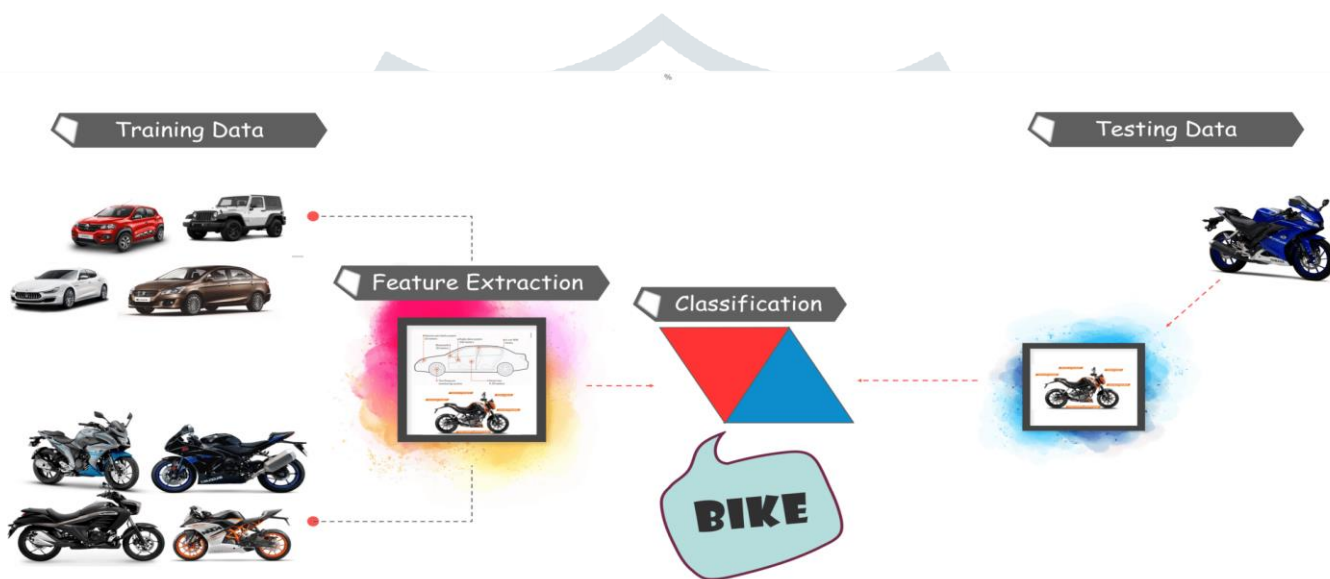 %
Training Data
Testing Data
Feature Extraction
Classification
BIKE